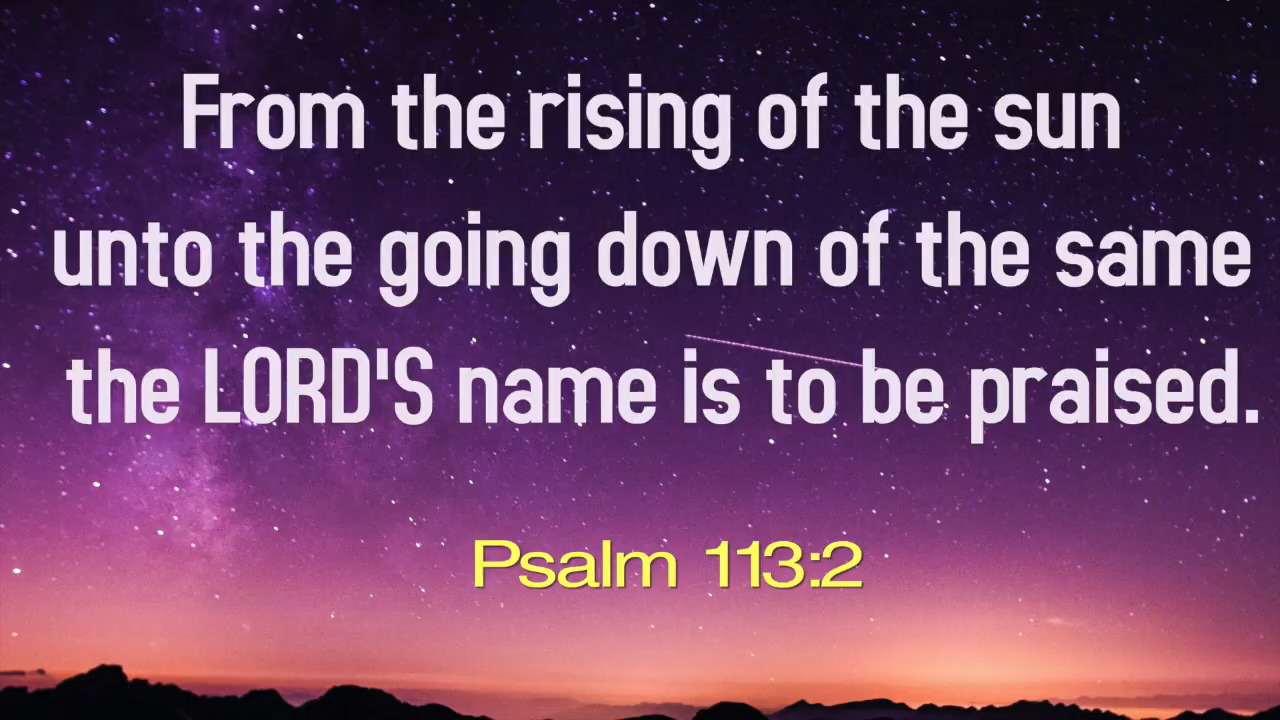 From the rising of the sun
unto the going down of the same
the LORD'S name is to be praised.
Psalm 113:2